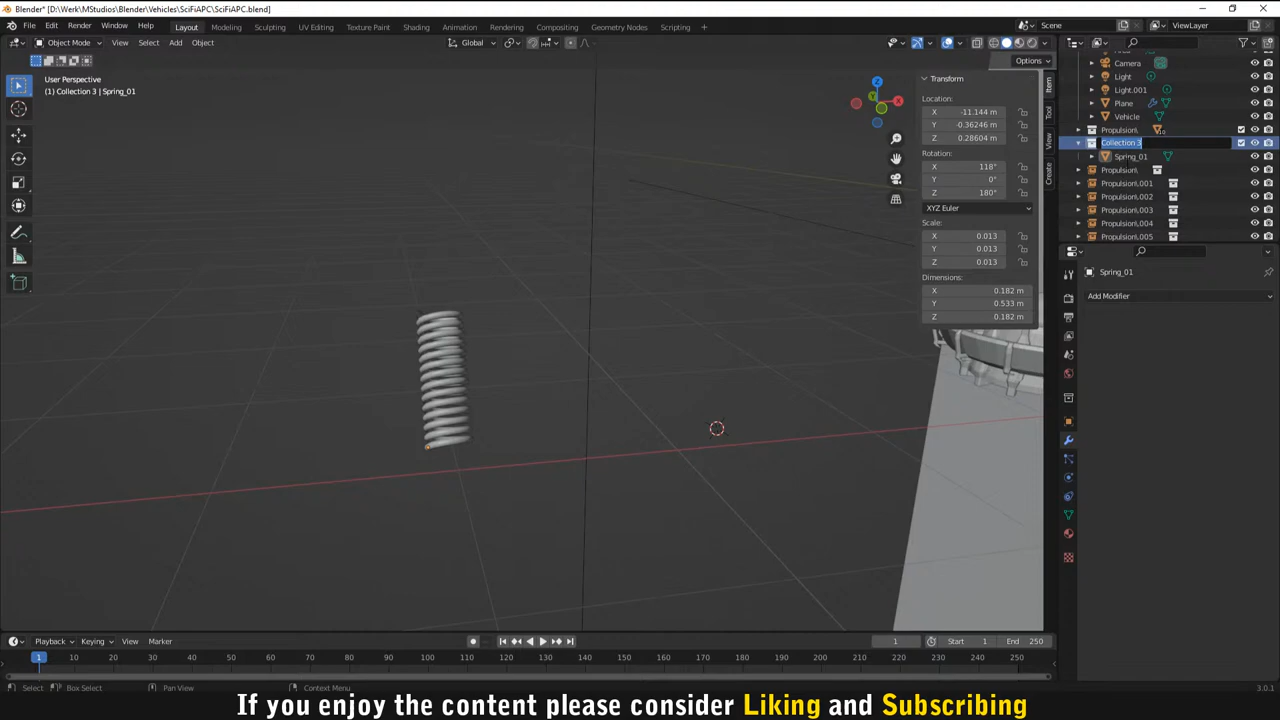 Blender* [D:\Werk\MStudios\Blender\Vehicles\SciFiAPC\SciFiAPC.blend]
File Edit Render Window Help Layout Modeling Sculpting UV Editing Texture Paint Shading Animation Rendering Compositing Geometry Nodes Scripting Scene ViewLayer
Object Mode View Select Add Object Global
Options
User Perspective
(1) Collection 3 | Spring_01
Transform
Location:
X -11.144 m
Y -0.36246 m
Z 0.28604 m
Rotation:
X 118°
Y 0°
Z 180°
XYZ Euler
Scale:
X 0.013
Y 0.013
Z 0.013
Dimensions:
X 0.182 m
Y 0.533 m
Z 0.182 m
Item
Tool
View
Create
X
Y
Z
Camera
Light
Light.001
Plane
Vehicle
Propulsion\ 10
Collection 3
Spring_01
Propulsion\
Propulsion\.001
Propulsion\.002
Propulsion\.003
Propulsion\.004
Propulsion\.005
Spring_01
Add Modifier
Playback Keying View Marker 1 Start 1 End 250
1 10 20 30 40 50 60 70 80 90 100 110 120 130 140 150 160 170 180 190 200 210 220 230 240 250
Select Box Select Pan View Context Menu 3.0.1
If you enjoy the content please consider Liking and Subscribing